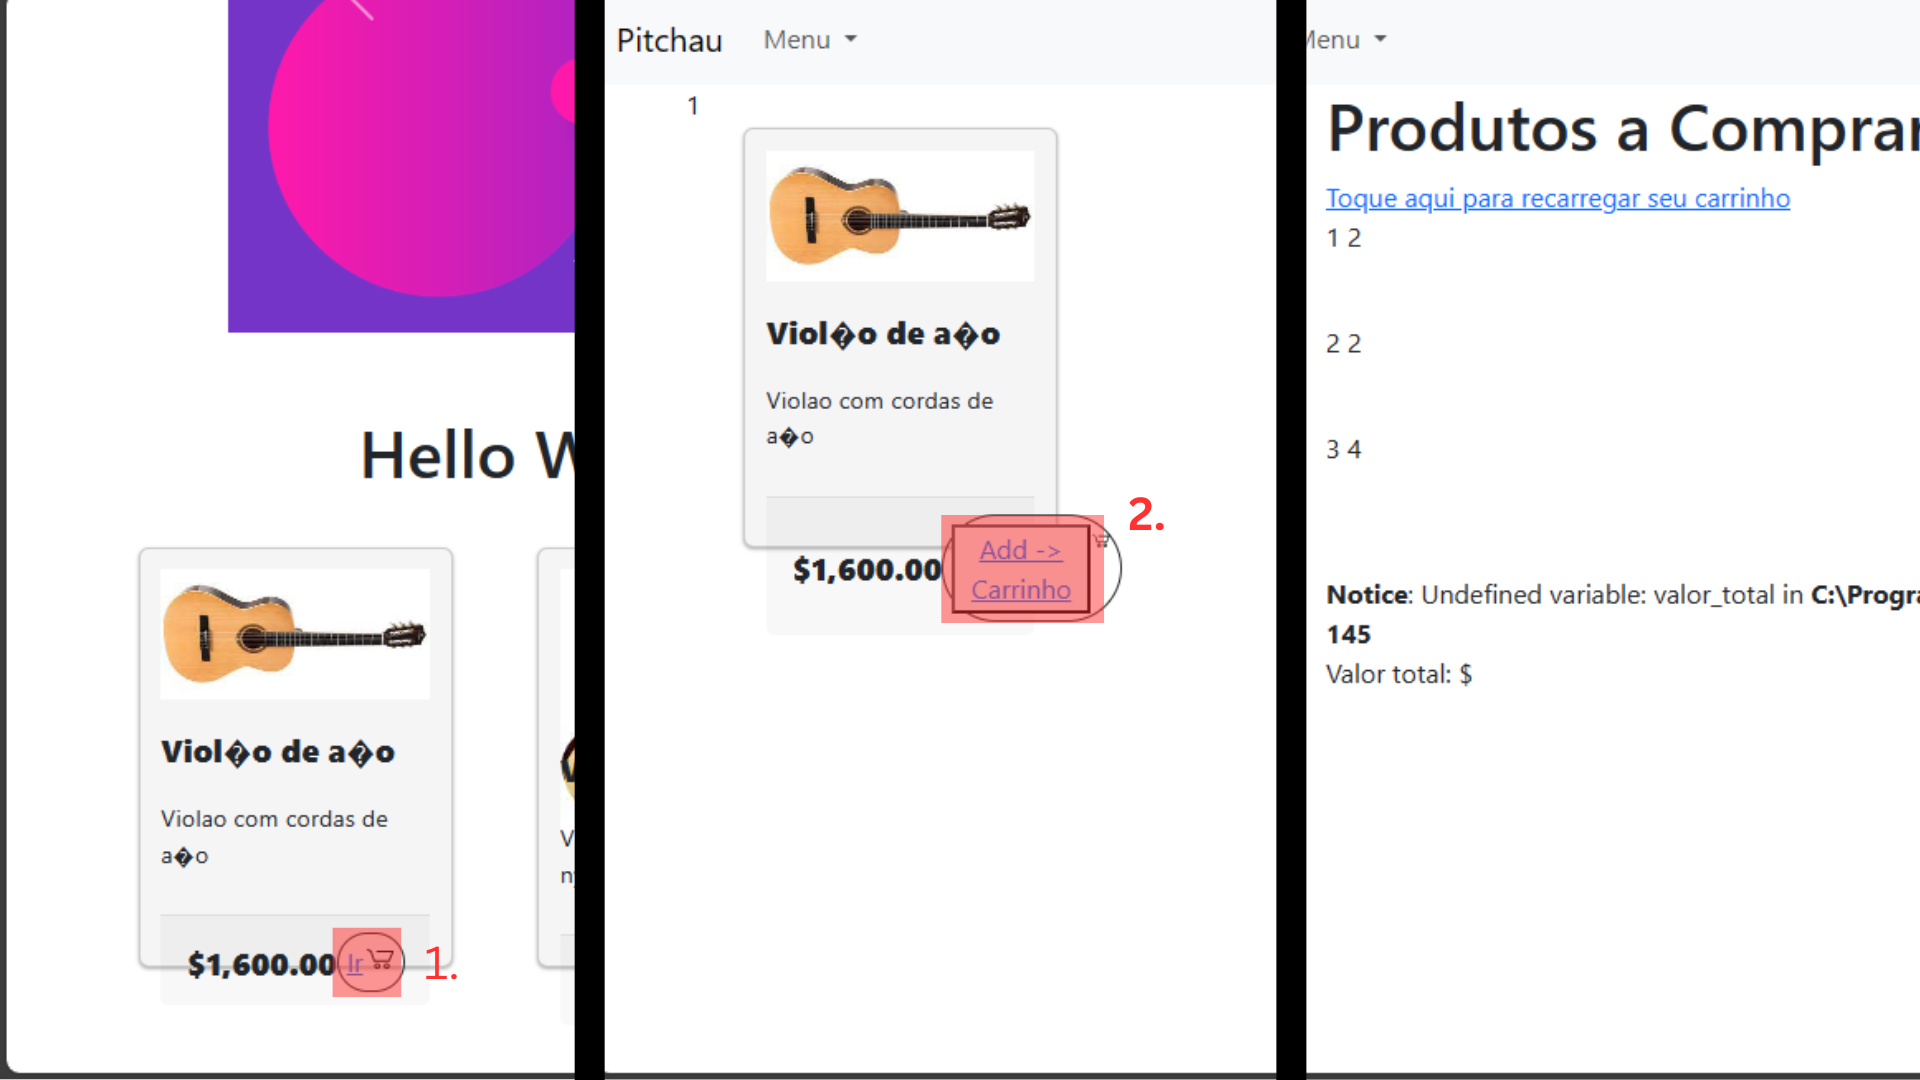 Hello W
Viol�o de a�o
Violao com cordas de
a�o
$1,600.00 Ir
1.
V
n
Pitchau Menu
1
Viol�o de a�o
Violao com cordas de
a�o
2.
$1,600.00 Add ->
Carrinho
Menu
Produtos a Comprar
Toque aqui para recarregar seu carrinho
1 2
2 2
3 4
Notice: Undefined variable: valor_total in C:\Progra
145
Valor total: $